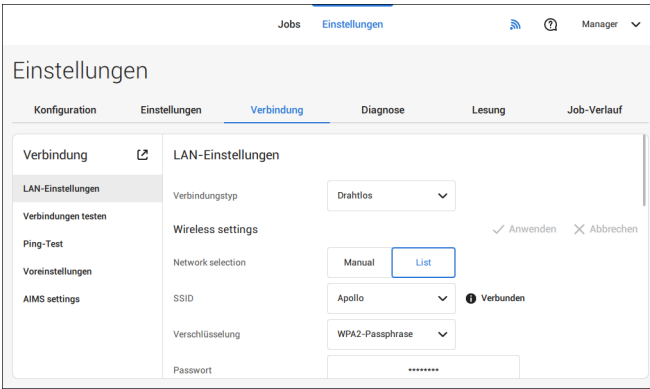 Jobs Einstellungen Manager
Einstellungen
Konfiguration Einstellungen Verbindung Diagnose Lesung Job-Verlauf
Verbindung
LAN-Einstellungen
Verbindungen testen
Ping-Test
Voreinstellungen
AIMS settings
LAN-Einstellungen
Verbindungstyp Drahtlos
Wireless settings Anwenden Abbrechen
Network selection Manual List
SSID Apollo Verbunden
Verschlüsselung WPA2-Passphrase
Passwort ********